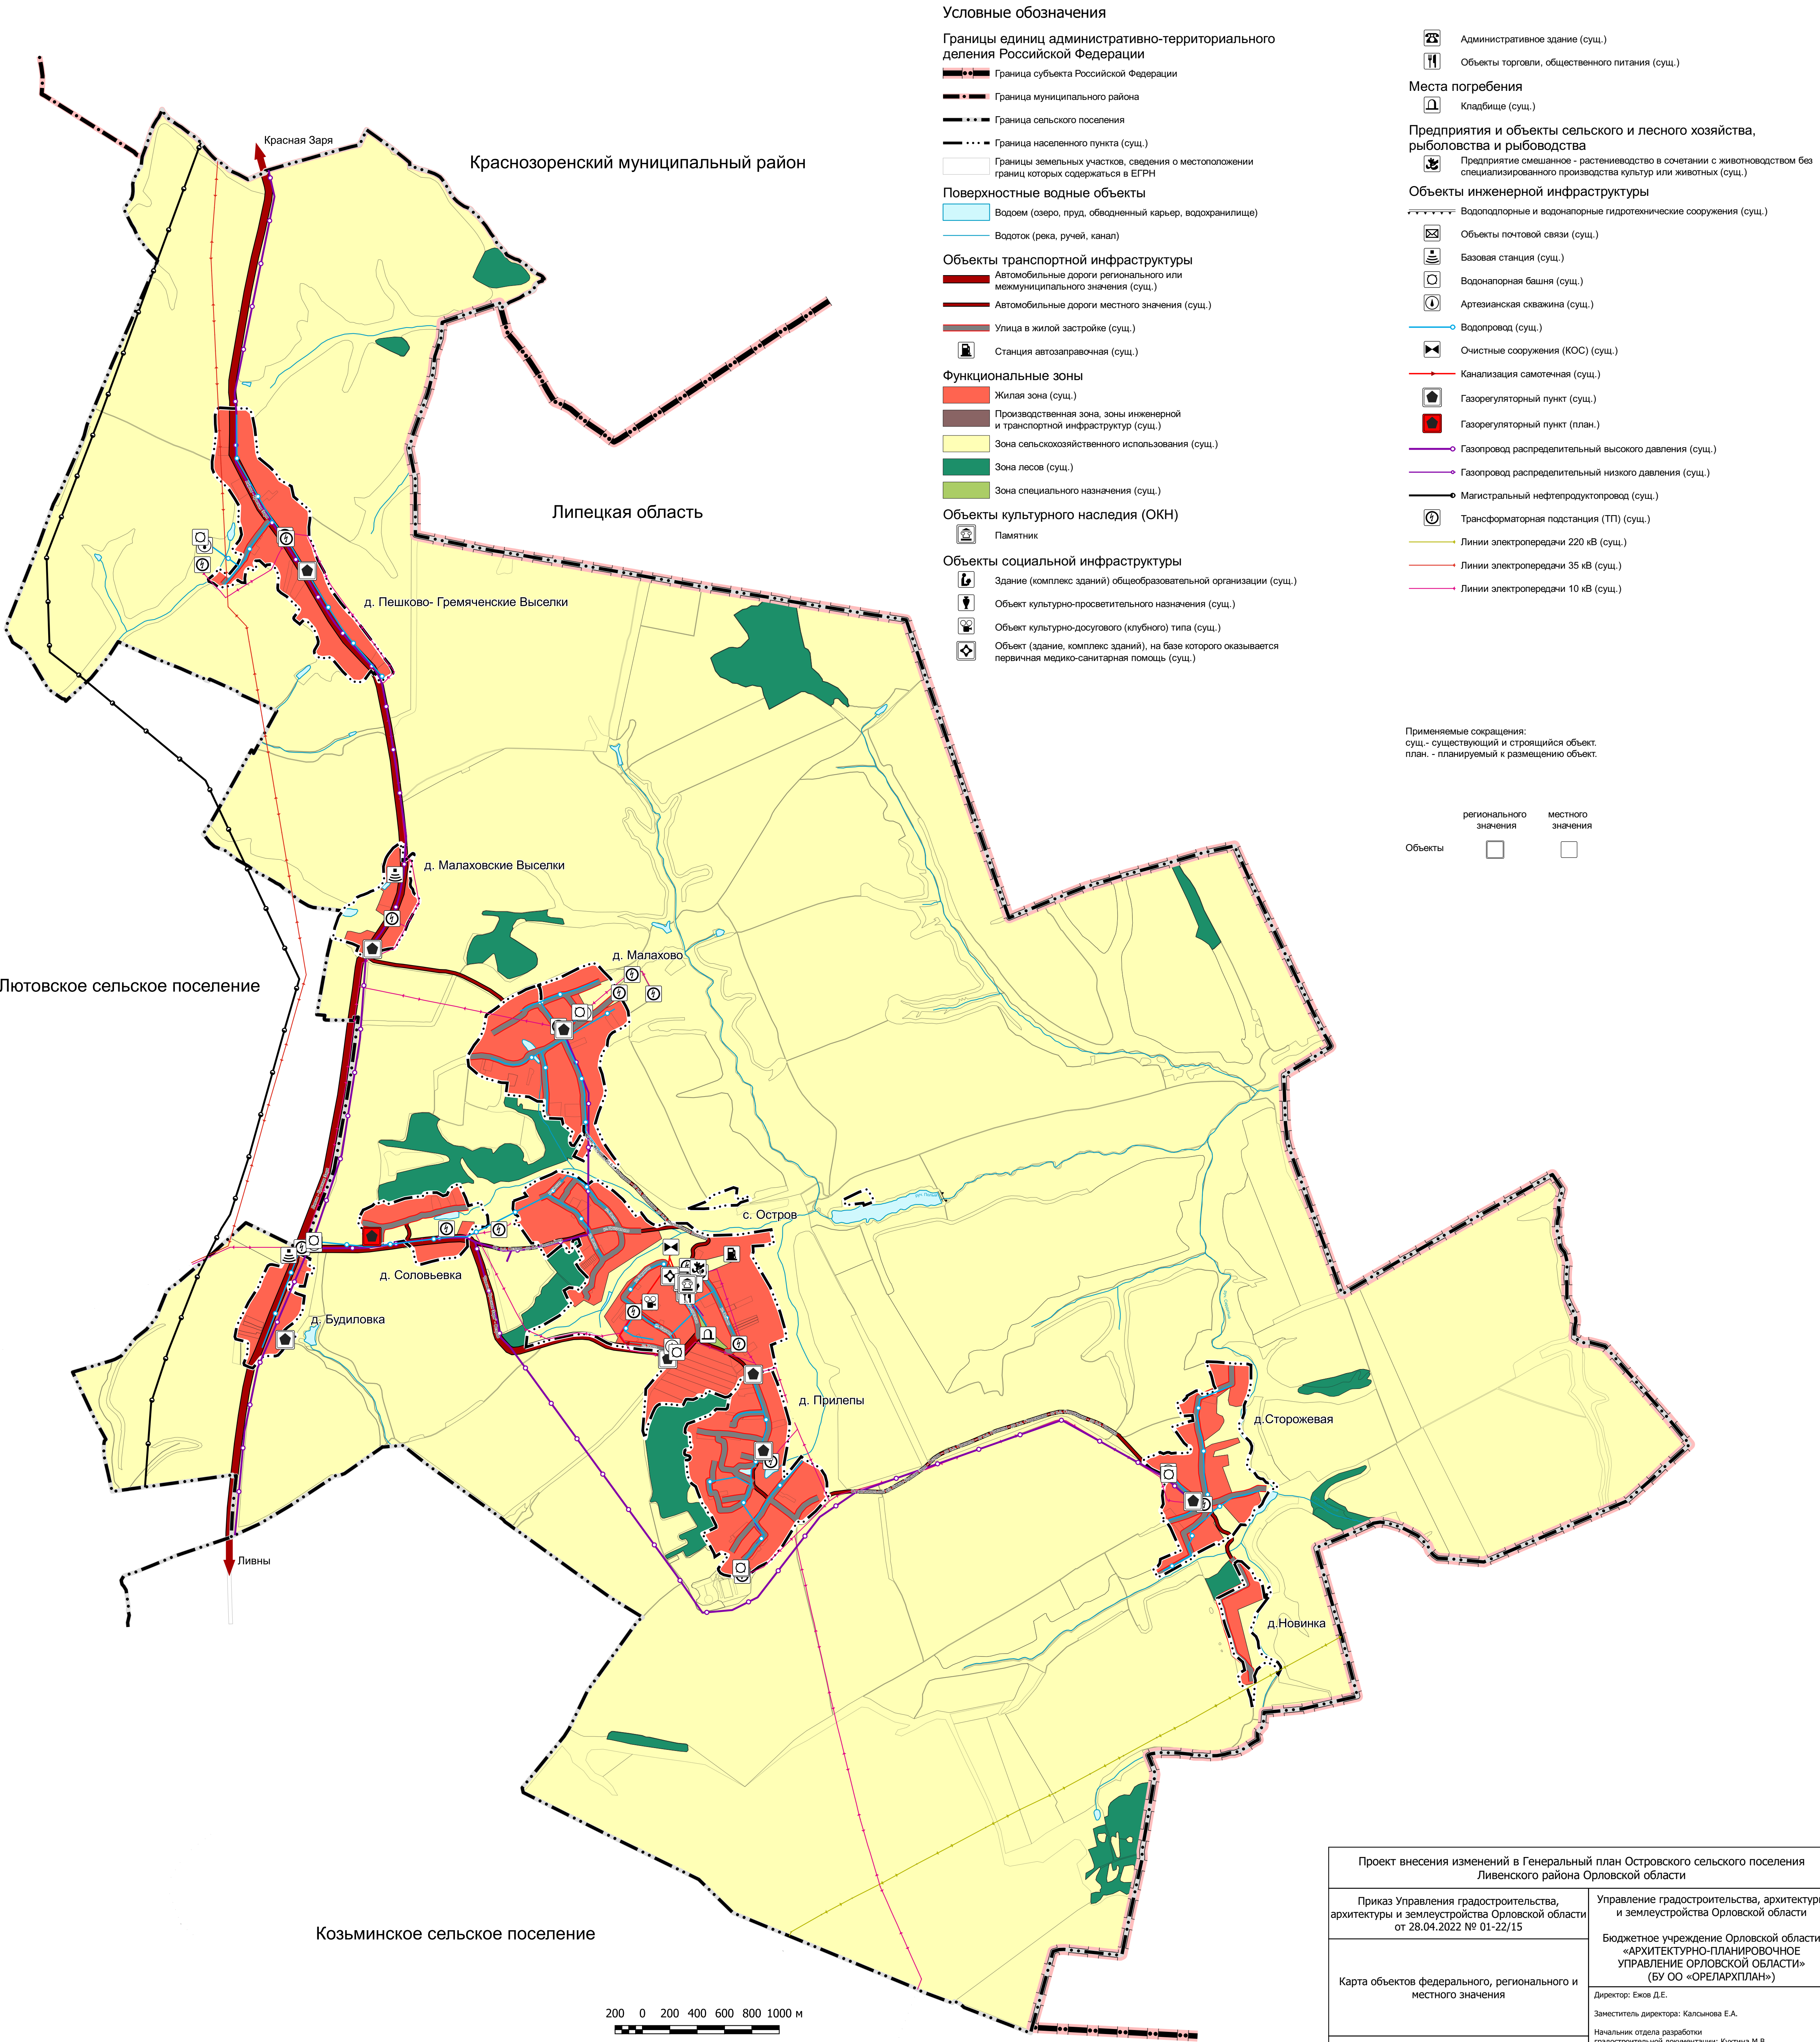 Условные обозначения
Границы единиц административно-территориального
деления Российской Федерации
Граница субъекта Российской Федерации
Граница муниципального района
Граница сельского поселения
Граница населенного пункта (сущ.)
Границы земельных участков, сведения о местоположении
границ которых содержаться в ЕГРН
Поверхностные водные объекты
Водоем (озеро, пруд, обводненный карьер, водохранилище)
Водоток (река, ручей, канал)
Объекты транспортной инфраструктуры
Автомобильные дороги регионального или
межмуниципального значения (сущ.)
Автомобильные дороги местного значения (сущ.)
Улица в жилой застройке (сущ.)
Станция автозаправочная (сущ.)
Функциональные зоны
Жилая зона (сущ.)
Производственная зона, зоны инженерной
и транспортной инфраструктур (сущ.)
Зона сельскохозяйственного использования (сущ.)
Зона лесов (сущ.)
Зона специального назначения (сущ.)
Объекты культурного наследия (ОКН)
Памятник
Объекты социальной инфраструктуры
Здание (комплекс зданий) общеобразовательной организации (сущ.)
Объект культурно-просветительного назначения (сущ.)
Объект культурно-досугового (клубного) типа (сущ.)
Объект (здание, комплекс зданий), на базе которого оказывается
первичная медико-санитарная помощь (сущ.)
Административное здание (сущ.)
Объекты торговли, общественного питания (сущ.)
Места погребения
Кладбище (сущ.)
Предприятия и объекты сельского и лесного хозяйства,
рыболовства и рыбоводства
Предприятие смешанное - растениеводство в сочетании с животноводством без
специализированного производства культур или животных (сущ.)
Объекты инженерной инфраструктуры
Водоподпорные и водонапорные гидротехнические сооружения (сущ.)
Объекты почтовой связи (сущ.)
Базовая станция (сущ.)
Водонапорная башня (сущ.)
Артезианская скважина (сущ.)
Водопровод (сущ.)
Очистные сооружения (КОС) (сущ.)
Канализация самотечная (сущ.)
Газорегуляторный пункт (сущ.)
Газорегуляторный пункт (план.)
Газопровод распределительный высокого давления (сущ.)
Газопровод распределительный низкого давления (сущ.)
Магистральный нефтепродуктопровод (сущ.)
Трансформаторная подстанция (ТП) (сущ.)
Линии электропередачи 220 кВ (сущ.)
Линии электропередачи 35 кВ (сущ.)
Линии электропередачи 10 кВ (сущ.)
Применяемые сокращения:
сущ.- существующий и строящийся объект.
план. - планируемый к размещению объект.
регионального местного
значения значения
Объекты
Красная Заря
Краснозоренский муниципальный район
Липецкая область
д. Пешково- Гремяченские Выселки
д. Малаховские Выселки
д. Малахово
Лютовское сельское поселение
с. Остров
д. Соловьевка
д. Будиловка
д. Прилепы
д.Сторожевая
Ливны
д.Новинка
Козьминское сельское поселение
200 0 200 400 600 800 1000 м
Проект внесения изменений в Генеральный план Островского сельского поселения
Ливенского района Орловской области
Приказ Управления градостроительства,
архитектуры и землеустройства Орловской области
от 28.04.2022 № 01-22/15
Управление градостроительства, архитектуры
и землеустройства Орловской области
Бюджетное учреждение Орловской области
«АРХИТЕКТУРНО-ПЛАНИРОВОЧНОЕ
УПРАВЛЕНИЕ ОРЛОВСКОЙ ОБЛАСТИ»
(БУ ОО «ОРЕЛАРХПЛАН»)
Карта объектов федерального, регионального и
местного значения
Директор: Ежов Д.Е.
Заместитель директора: Калсынова Е.А.
Начальник отдела разработки
градостроительной документации: Кухтина М.В.